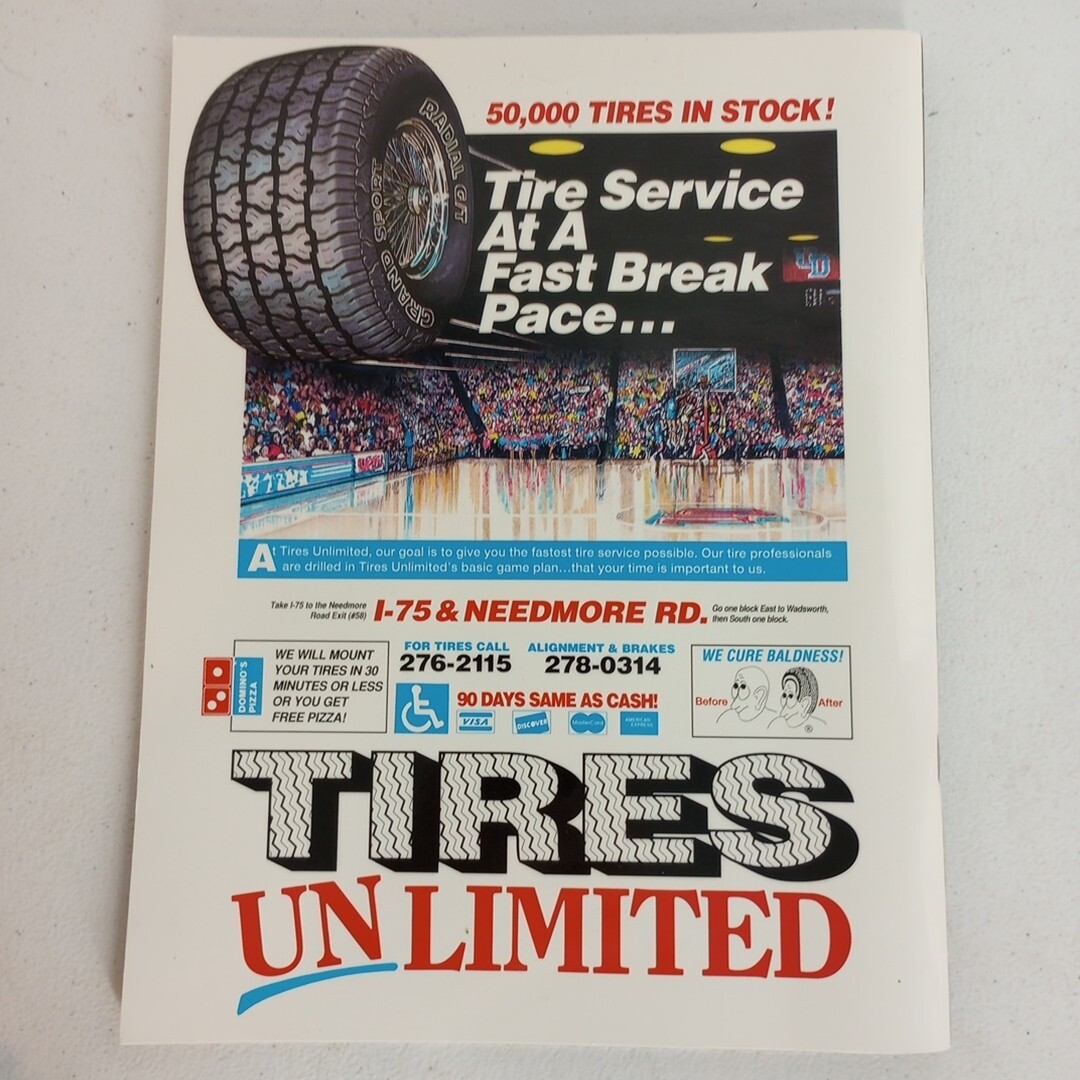 50,000 TIRES IN STOCK!
RADIAL G/T
GRAND SPORT
Tire Service
At A
Fast Break
Pace...
UD
At Tires Unlimited, our goal is to give you the fastest tire service possible. Our tire professionals
are drilled in Tires Unlimited's basic game plan...that your time is important to us.
Take I-75 to the Needmore
Road Exit (#58)
I-75 & NEEDMORE RD.
Go one block East to Wadsworth,
then South one block.
DOMINO'S
PIZZA
WE WILL MOUNT
YOUR TIRES IN 30
MINUTES OR LESS
OR YOU GET
FREE PIZZA!
FOR TIRES CALL
276-2115
ALIGNMENT & BRAKES
278-0314
90 DAYS SAME AS CASH!
VISA
DISCOVER
MasterCard
AMERICAN
EXPRESS
WE CURE BALDNESS!
Before
After
®
TIRES
UNLIMITED